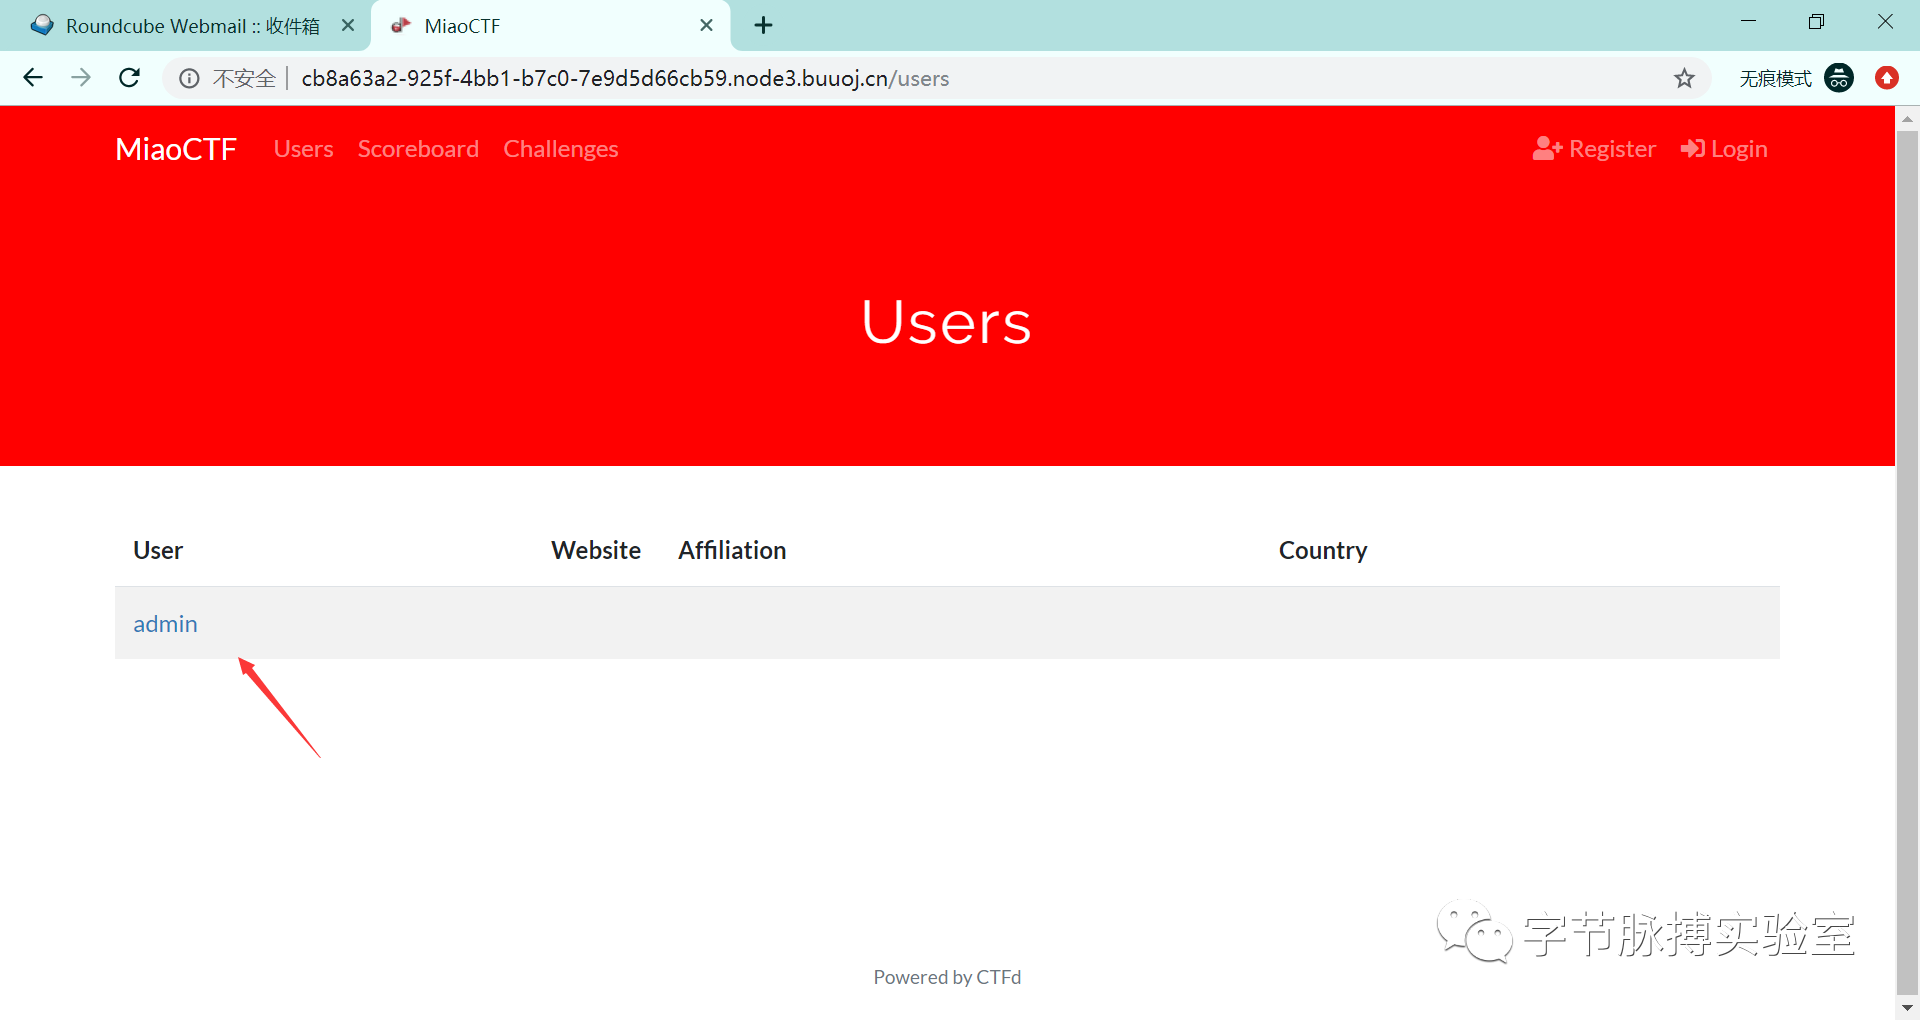 Roundcube Webmail :: 收件箱
MiaoCTF
不安全
cb8a63a2-925f-4bb1-b7c0-7e9d5d66cb59.node3.buuoj.cn/users
无痕模式
MiaoCTF Users Scoreboard Challenges Register Login
Users
User Website Affiliation Country
admin
字节脉搏实验室
Powered by CTFd